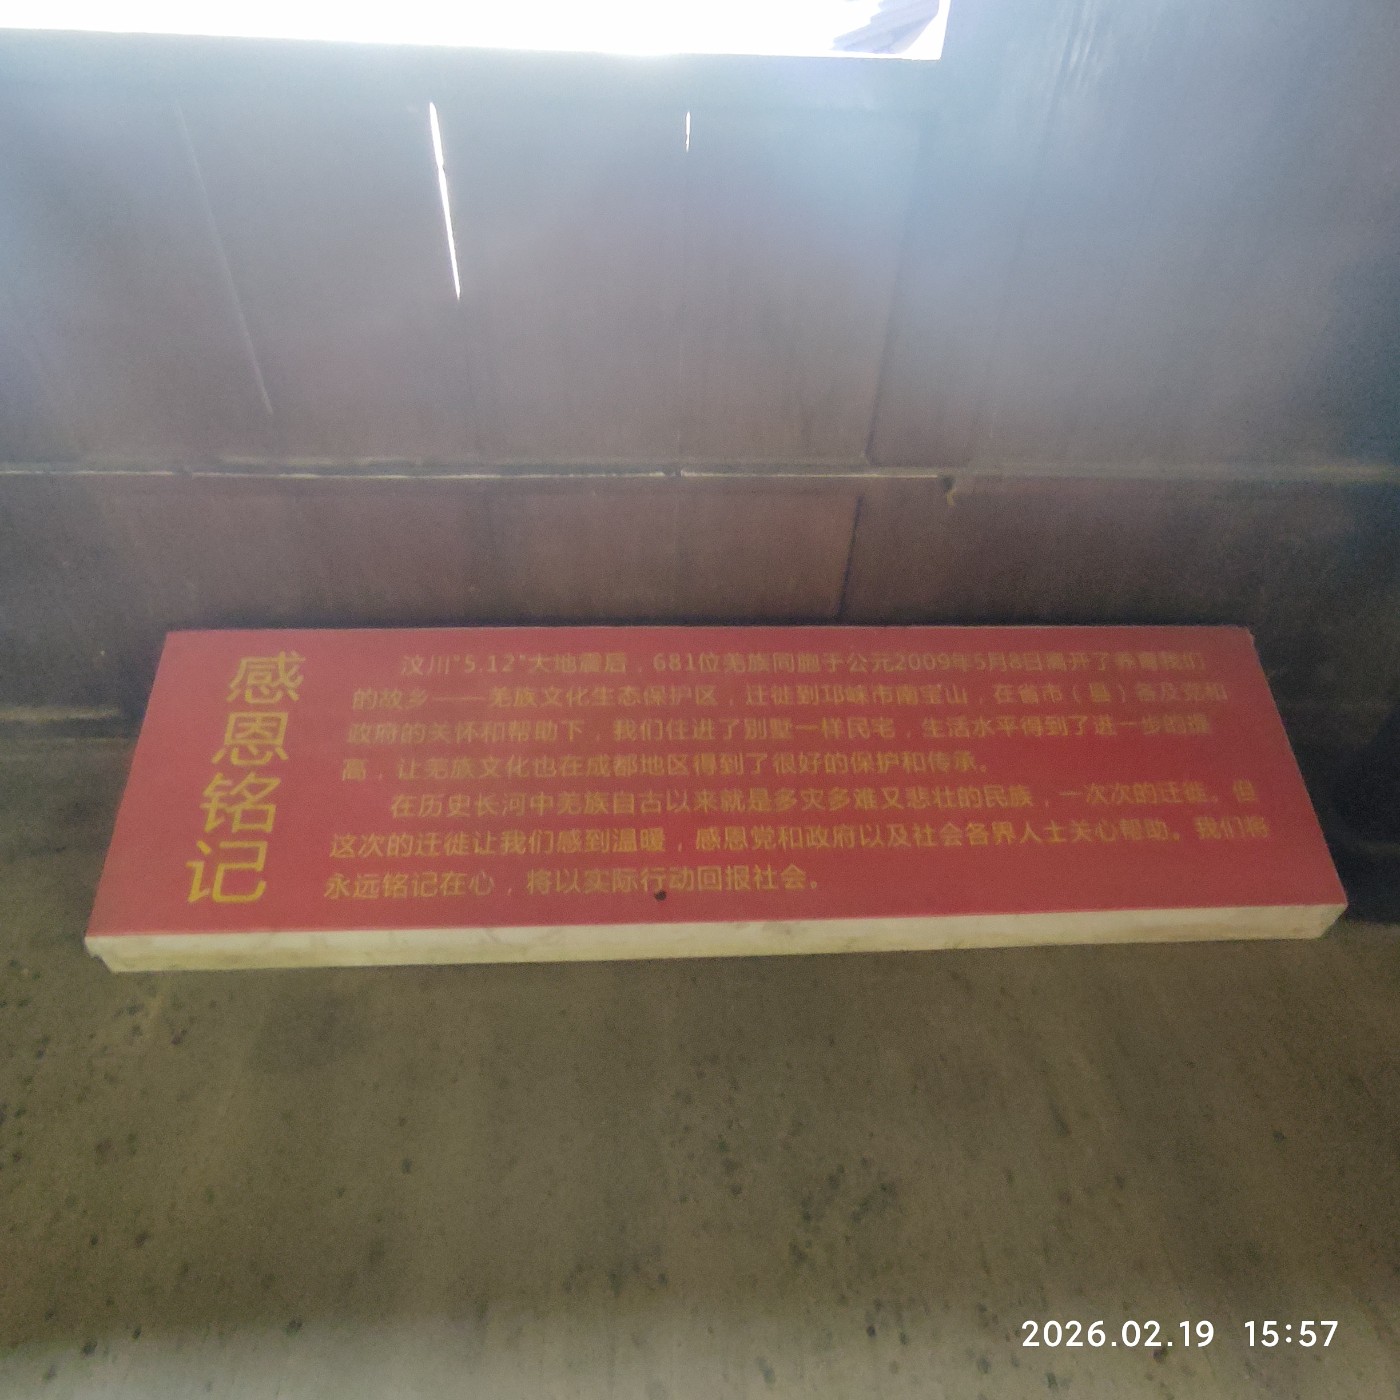 感恩铭记
汶川"5.12"大地震后，681位羌族同胞于公元2009年5月8日离开了养育我们
的故乡——羌族文化生态保护区，迁徙到邛崃市南宝山，在省市（县）各及党和
政府的关怀和帮助下，我们住进了别墅一样民宅，生活水平得到了进一步的提
高，让羌族文化也在成都地区得到了很好的保护和传承。
在历史长河中羌族自古以来就是多灾多难又悲壮的民族，一次次的迁徙。但
这次的迁徙让我们感到温暖，感恩党和政府以及社会各界人士关心帮助。我们将
永远铭记在心，将以实际行动回报社会。
2026.02.19 15:57